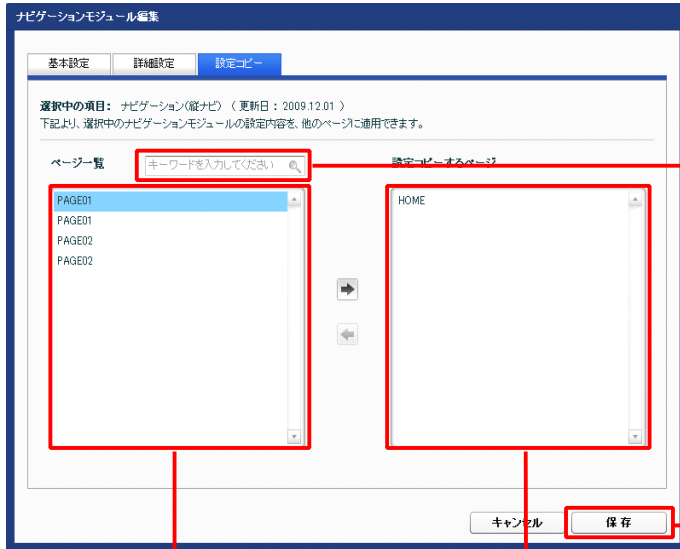 ナビゲーションモジュール編集
基本設定 詳細設定 設定コピー
選択中の項目： ナビゲーション(縦ナビ) （ 更新日：2009.12.01 ）
下記より、選択中のナビゲーションモジュールの設定内容を、他のページに適用できます。
ページ一覧 キーワードを入力してください 設定コピーするページ
PAGE01 HOME
PAGE01
PAGE02
PAGE02
キャンセル 保存